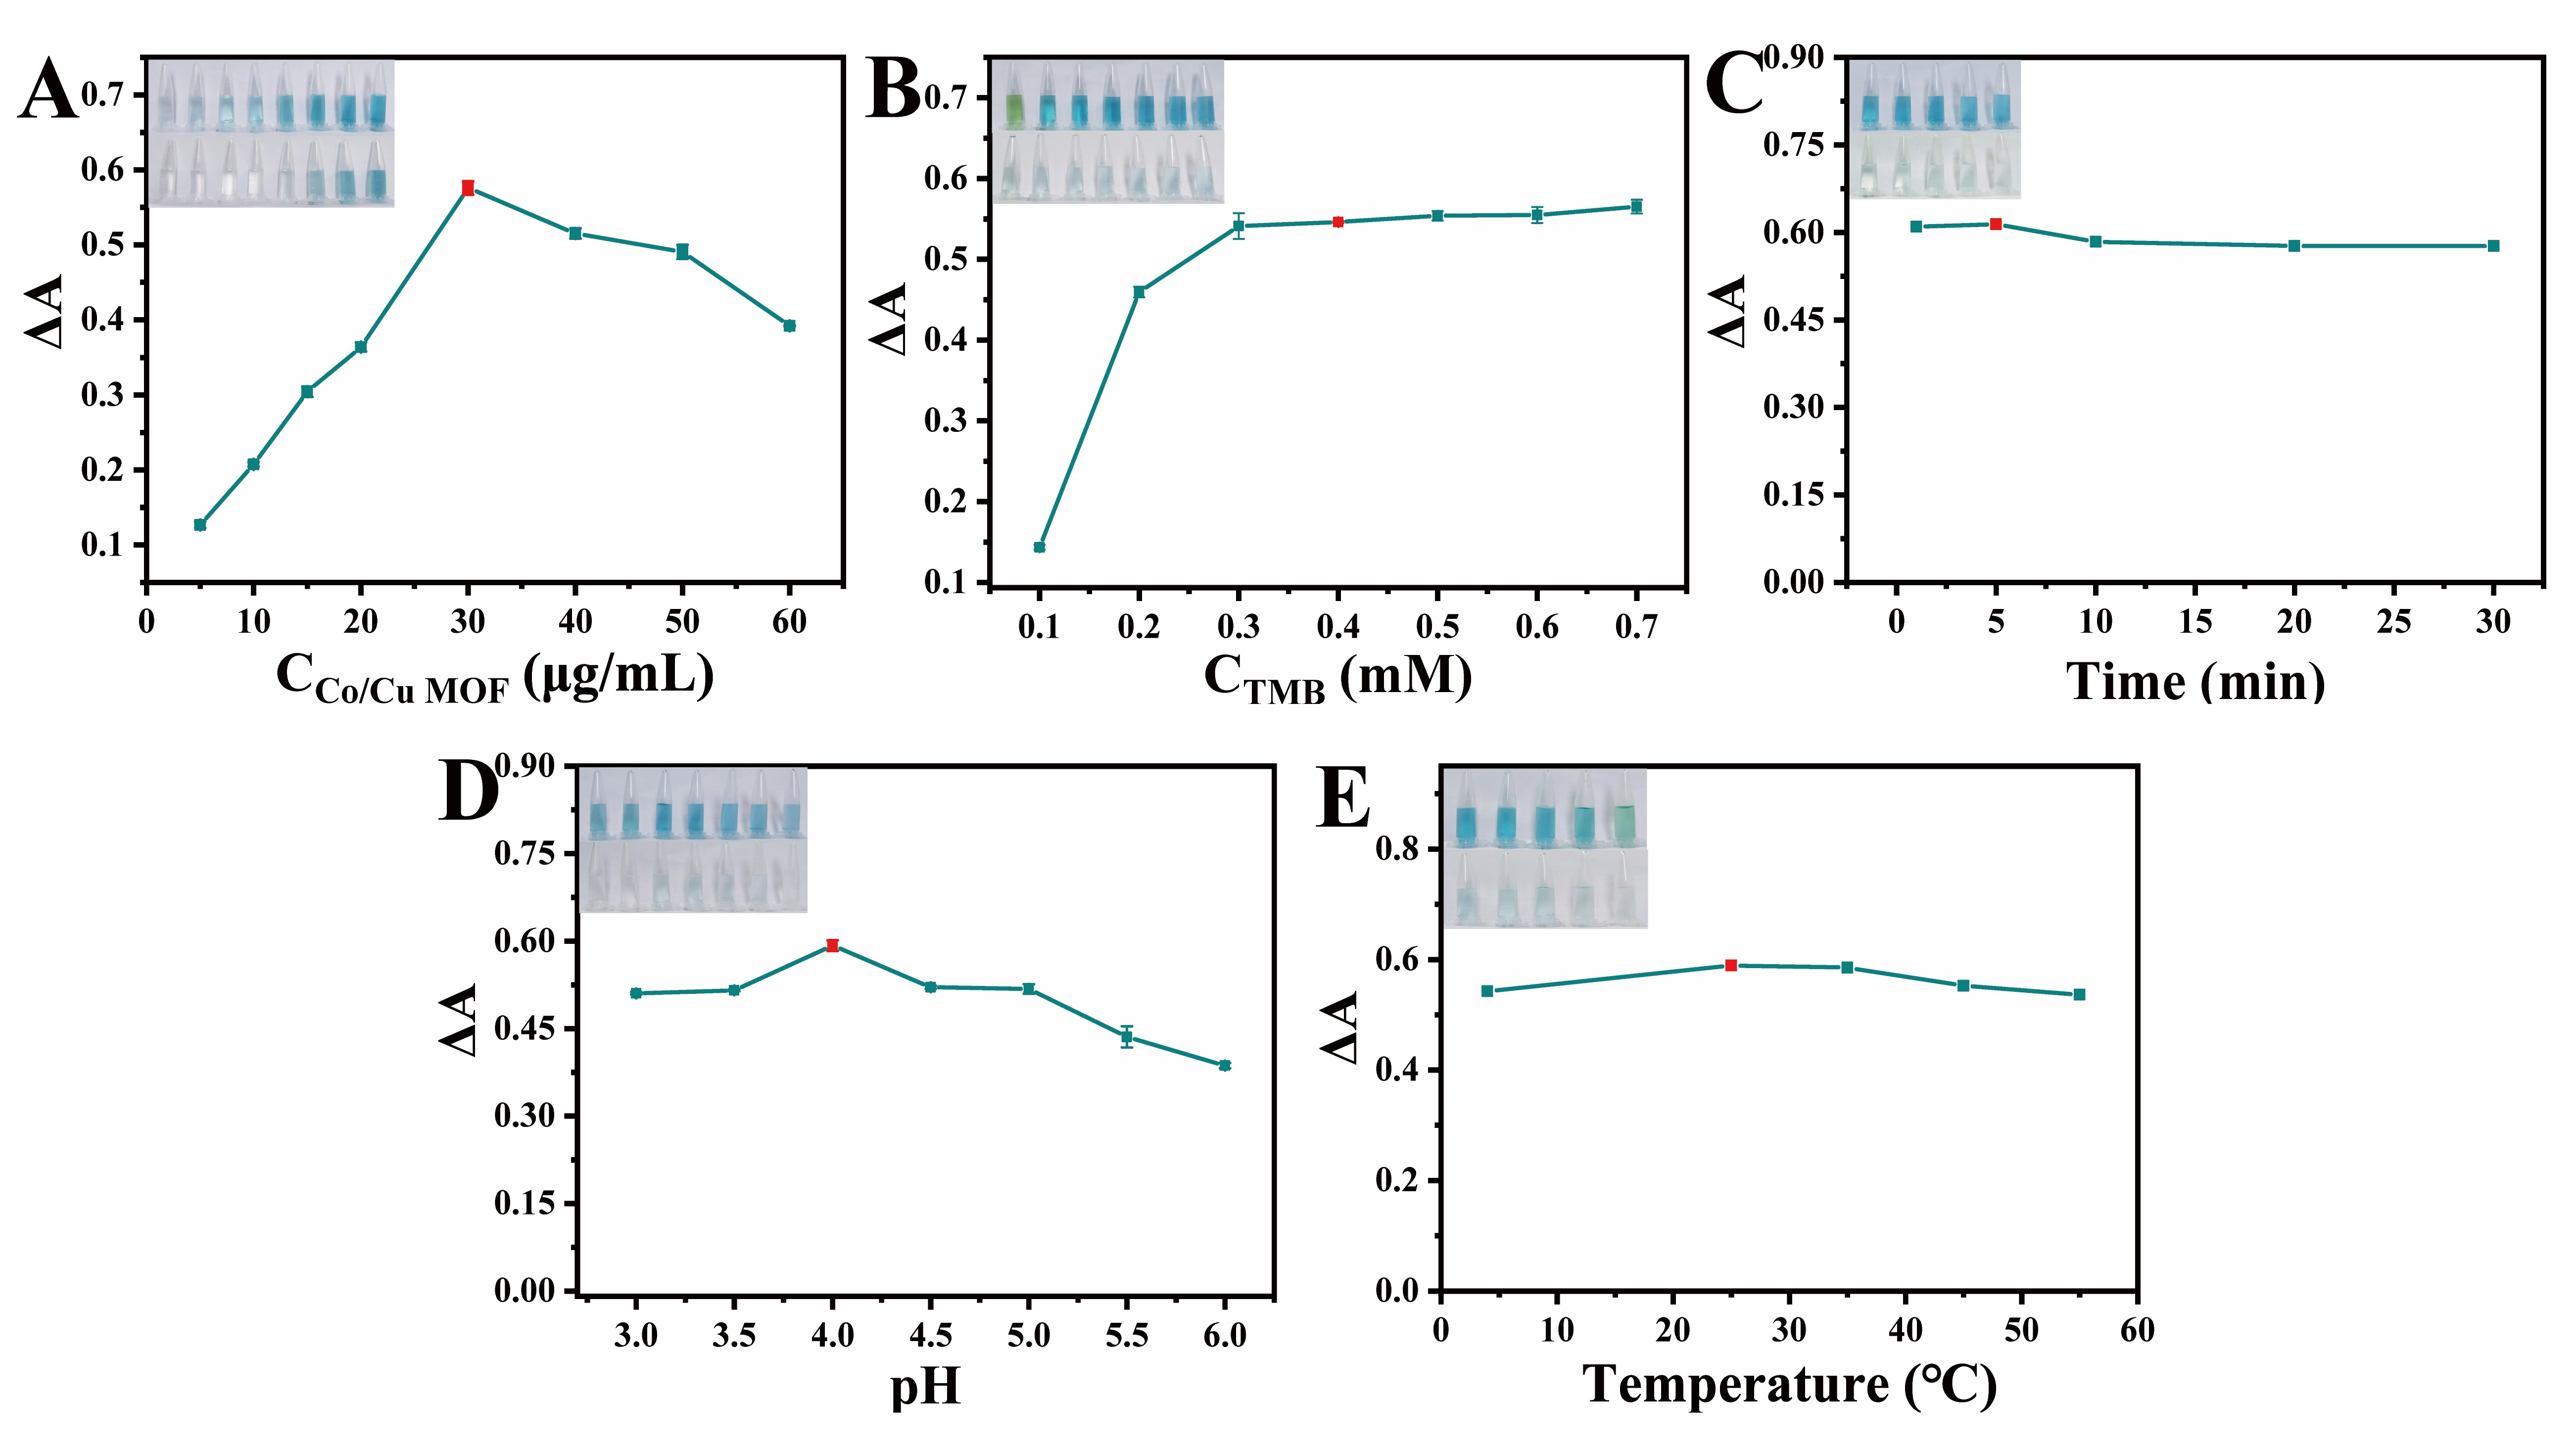 A
0.7
0.6
0.5
0.4
0.3
0.2
0.1
ΔA
0 10 20 30 40 50 60
C Co/Cu MOF (μg/mL)
B
0.7
0.6
0.5
0.4
0.3
0.2
0.1
ΔA
0.1 0.2 0.3 0.4 0.5 0.6 0.7
C TMB (mM)
C
0.90
0.75
0.60
0.45
0.30
0.15
0.00
ΔA
0 5 10 15 20 25 30
Time (min)
D
0.90
0.75
0.60
0.45
0.30
0.15
0.00
ΔA
3.0 3.5 4.0 4.5 5.0 5.5 6.0
pH
E
0.8
0.6
0.4
0.2
0.0
ΔA
0 10 20 30 40 50 60
Temperature (℃)